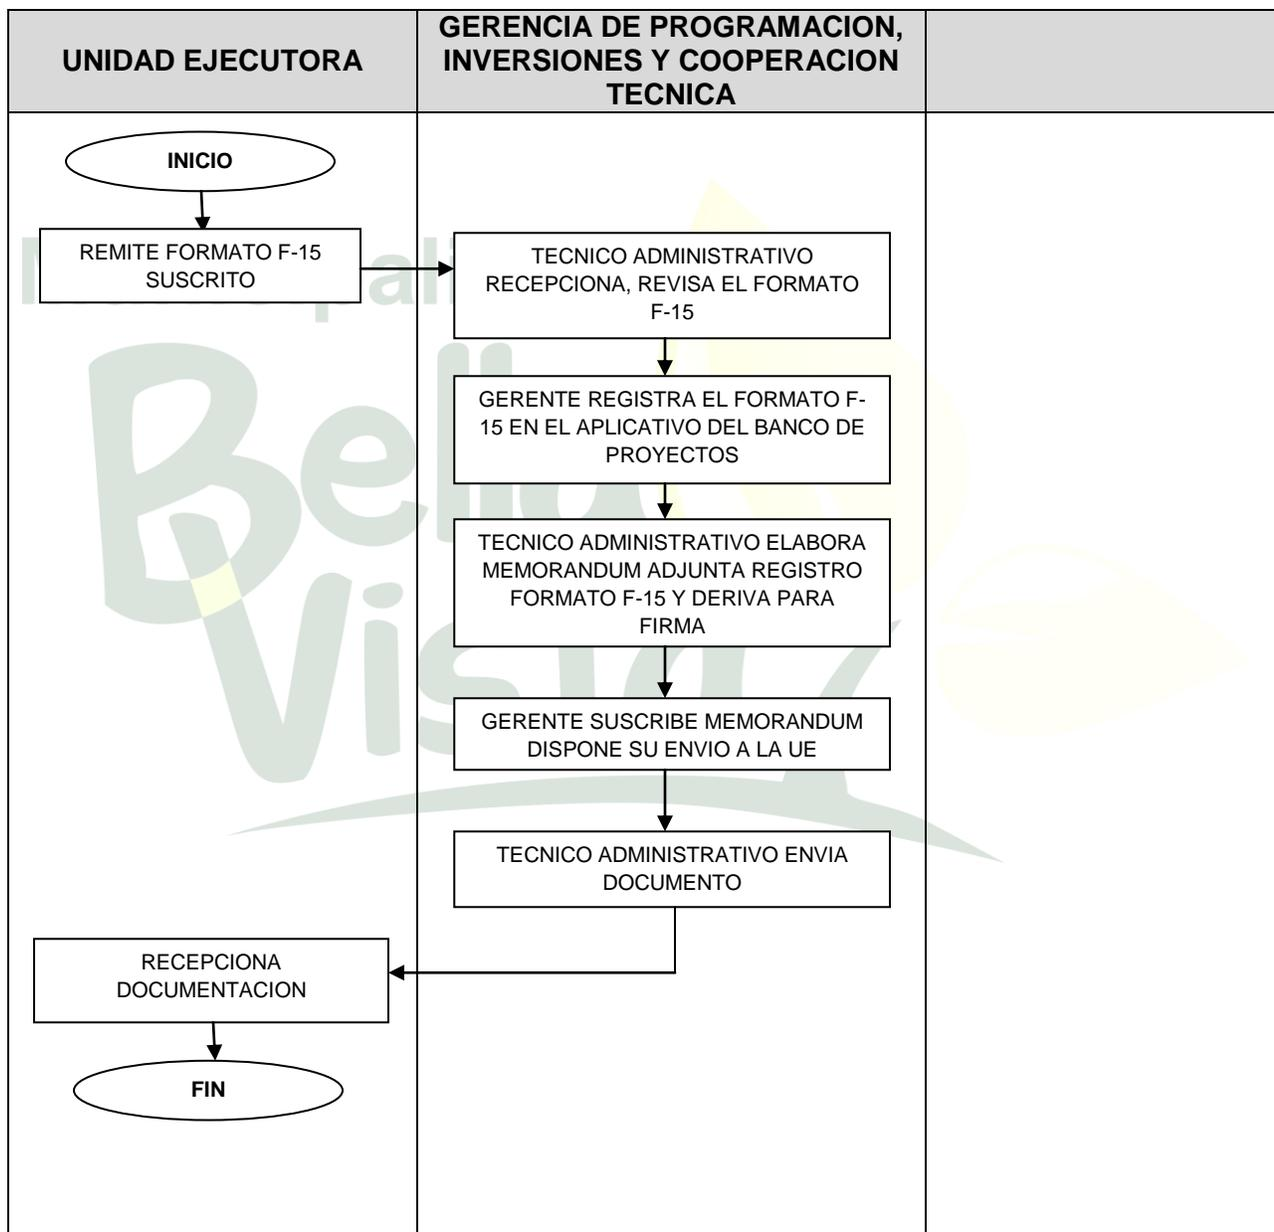 UNIDAD EJECUTORA
GERENCIA DE PROGRAMACION,
INVERSIONES Y COOPERACION
TECNICA
INICIO
REMITE FORMATO F-15
SUSCRITO
TECNICO ADMINISTRATIVO
RECEPCIONA, REVISA EL FORMATO
F-15
GERENTE REGISTRA EL FORMATO F-
15 EN EL APLICATIVO DEL BANCO DE
PROYECTOS
TECNICO ADMINISTRATIVO ELABORA
MEMORANDUM ADJUNTA REGISTRO
FORMATO F-15 Y DERIVA PARA
FIRMA
GERENTE SUSCRIBE MEMORANDUM
DISPONE SU ENVIO A LA UE
TECNICO ADMINISTRATIVO ENVIA
DOCUMENTO
RECEPCIONA
DOCUMENTACION
FIN
Bella
Vista